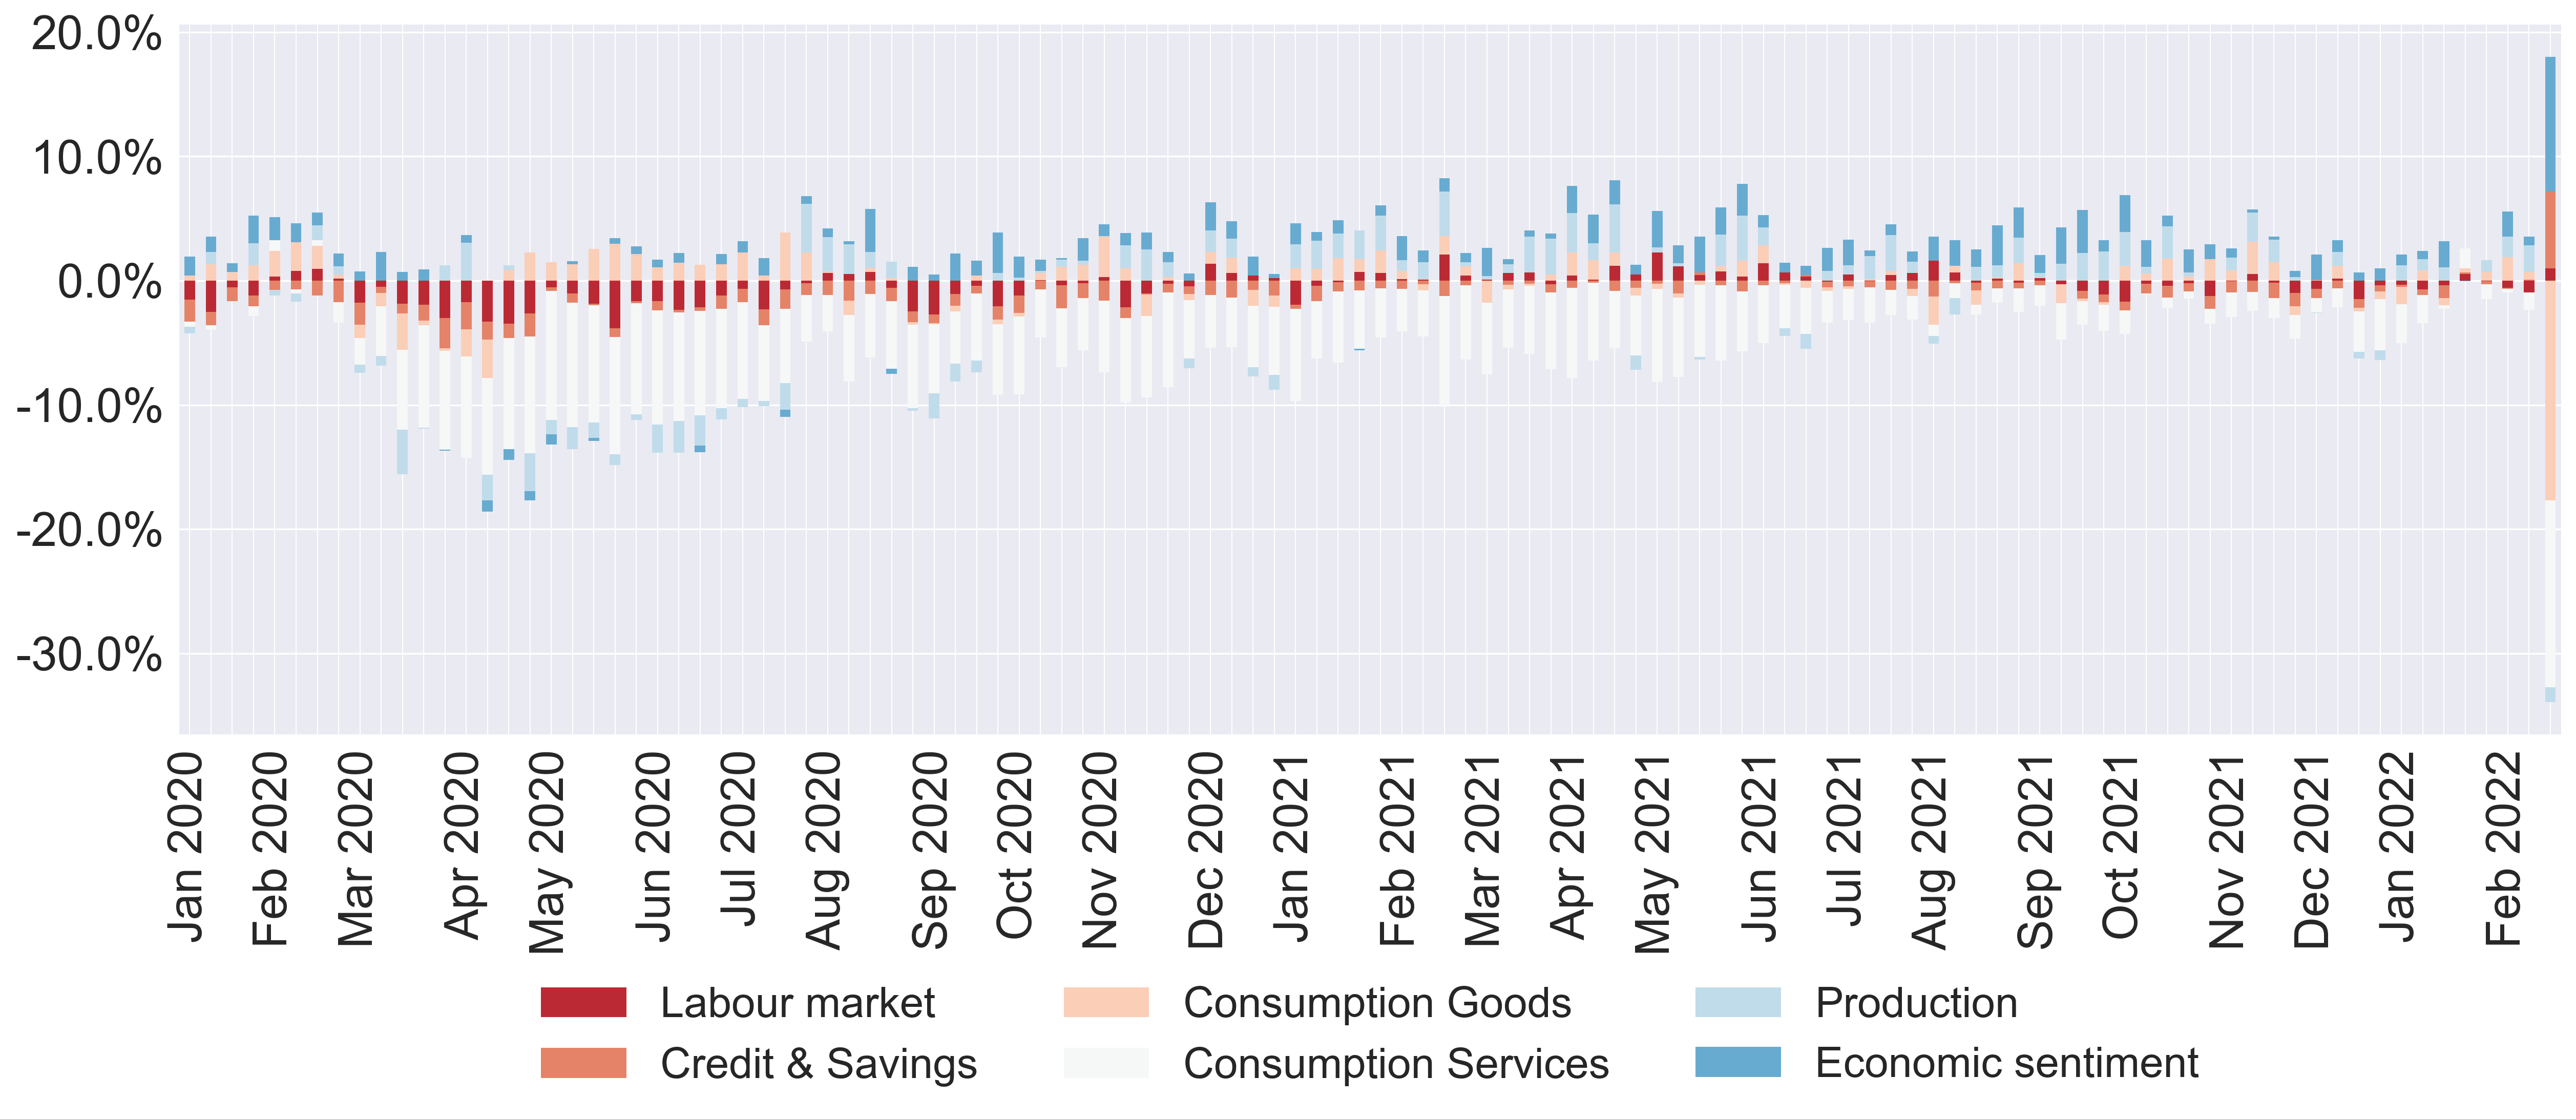 20.0%
10.0%
0.0%
-10.0%
-20.0%
-30.0%
Jan 2020
Feb 2020
Mar 2020
Apr 2020
May 2020
Jun 2020
Jul 2020
Aug 2020
Sep 2020
Oct 2020
Nov 2020
Dec 2020
Jan 2021
Feb 2021
Mar 2021
Apr 2021
May 2021
Jun 2021
Jul 2021
Aug 2021
Sep 2021
Oct 2021
Nov 2021
Dec 2021
Jan 2022
Feb 2022
Labour market
Consumption Goods
Production
Credit & Savings
Consumption Services
Economic sentiment